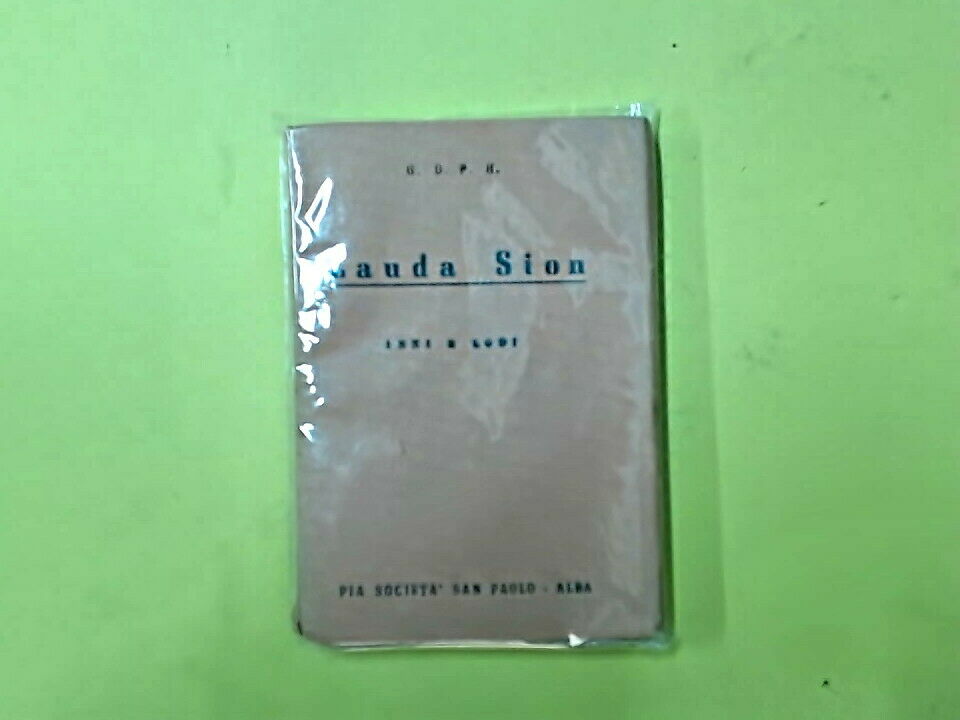 G. D. P. H.
Lauda Sion
INNI E LODI
PIA SOCIETA' SAN PAOLO - ALBA